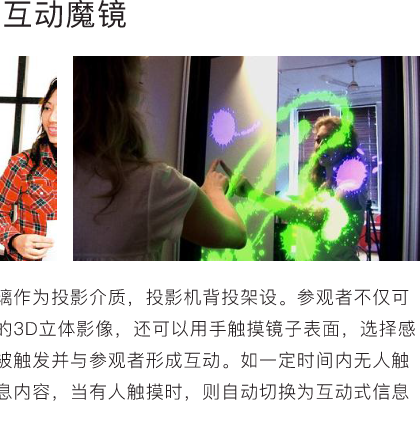 互动魔镜
璃作为投影介质，投影机背投架设。参观者不仅可
的3D立体影像，还可以用手触摸镜子表面，选择感
被触发并与参观者形成互动。如一定时间内无人触
息内容，当有人触摸时，则自动切换为互动式信息